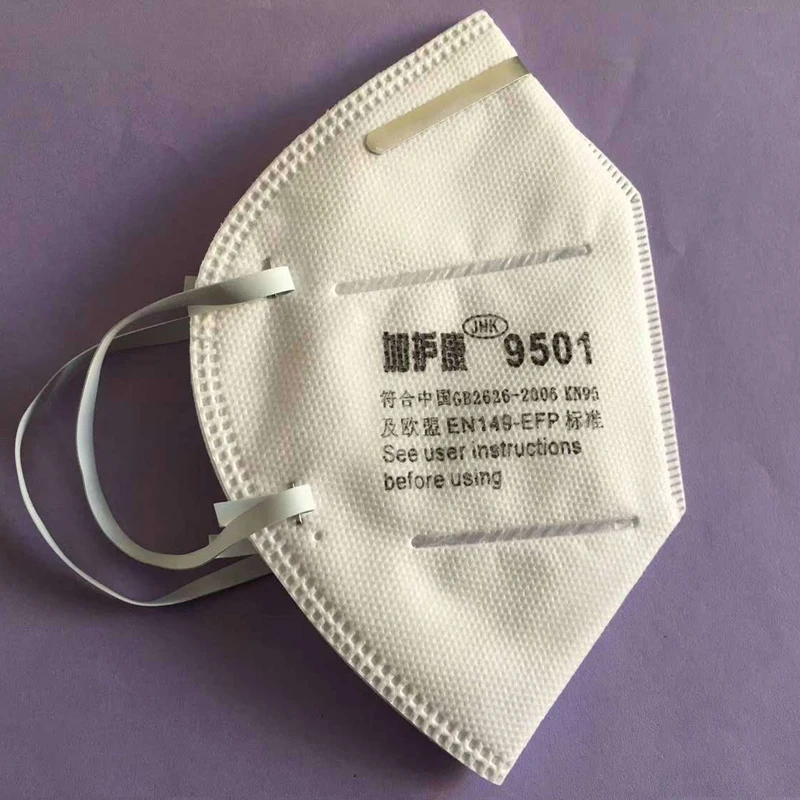 加护康 JHK 9501
符合中国GB2626-2006 KN95
及欧盟 EN149-EFP 标准
See user instructions
before using